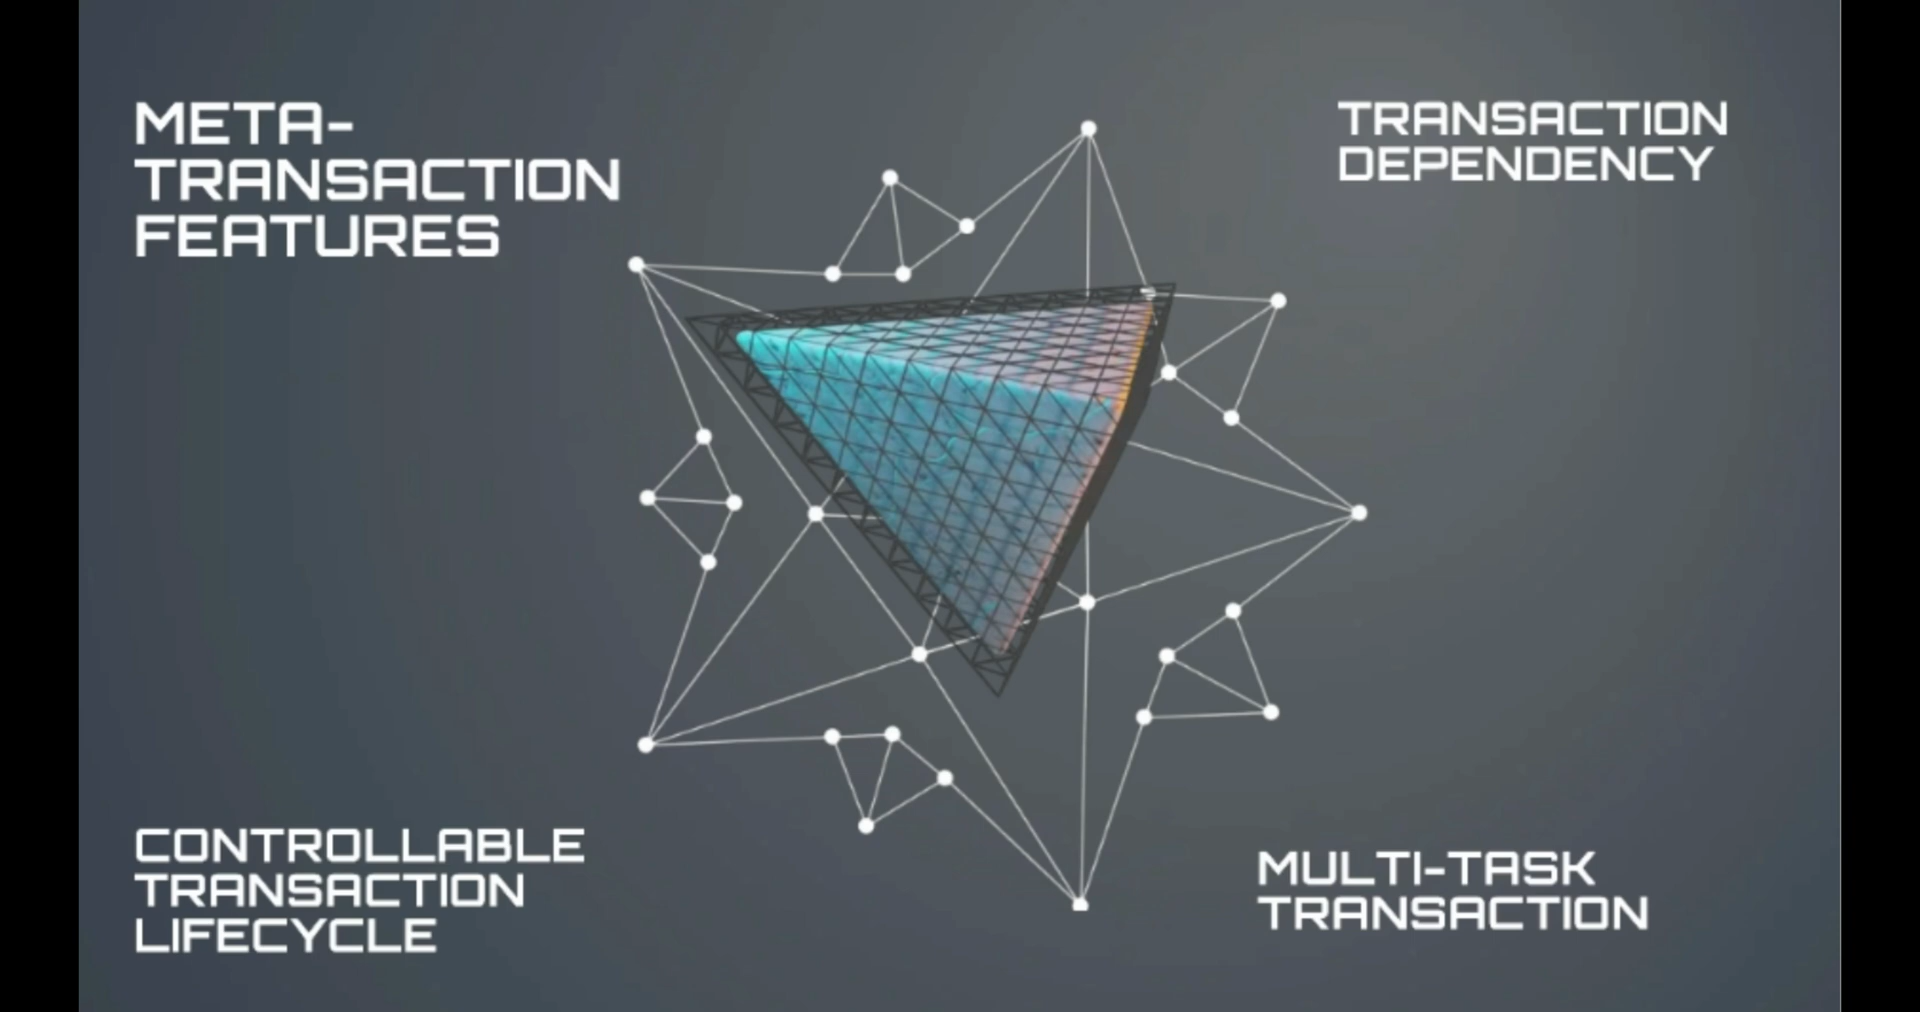 META-
TRANSACTION
FEATURES
TRANSACTION
DEPENDENCY
CONTROLLABLE
TRANSACTION
LIFECYCLE
MULTI-TASK
TRANSACTION